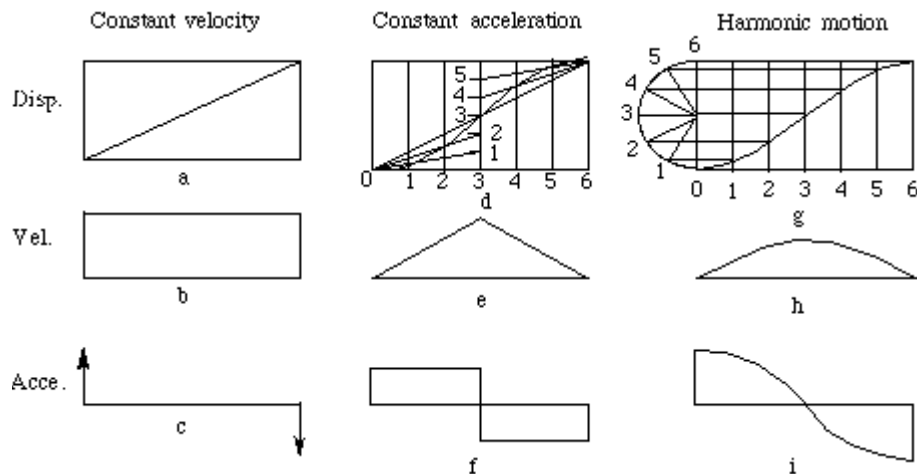 Constant velocity
Constant acceleration
Harmonic motion
Disp.
5
4
3
2
1
0 1 2 3 4 5 6
6
5
4
3
2
1
0 1 2 3 4 5 6
a
d
g
Vel.
b
e
h
Acce.
c
f
i